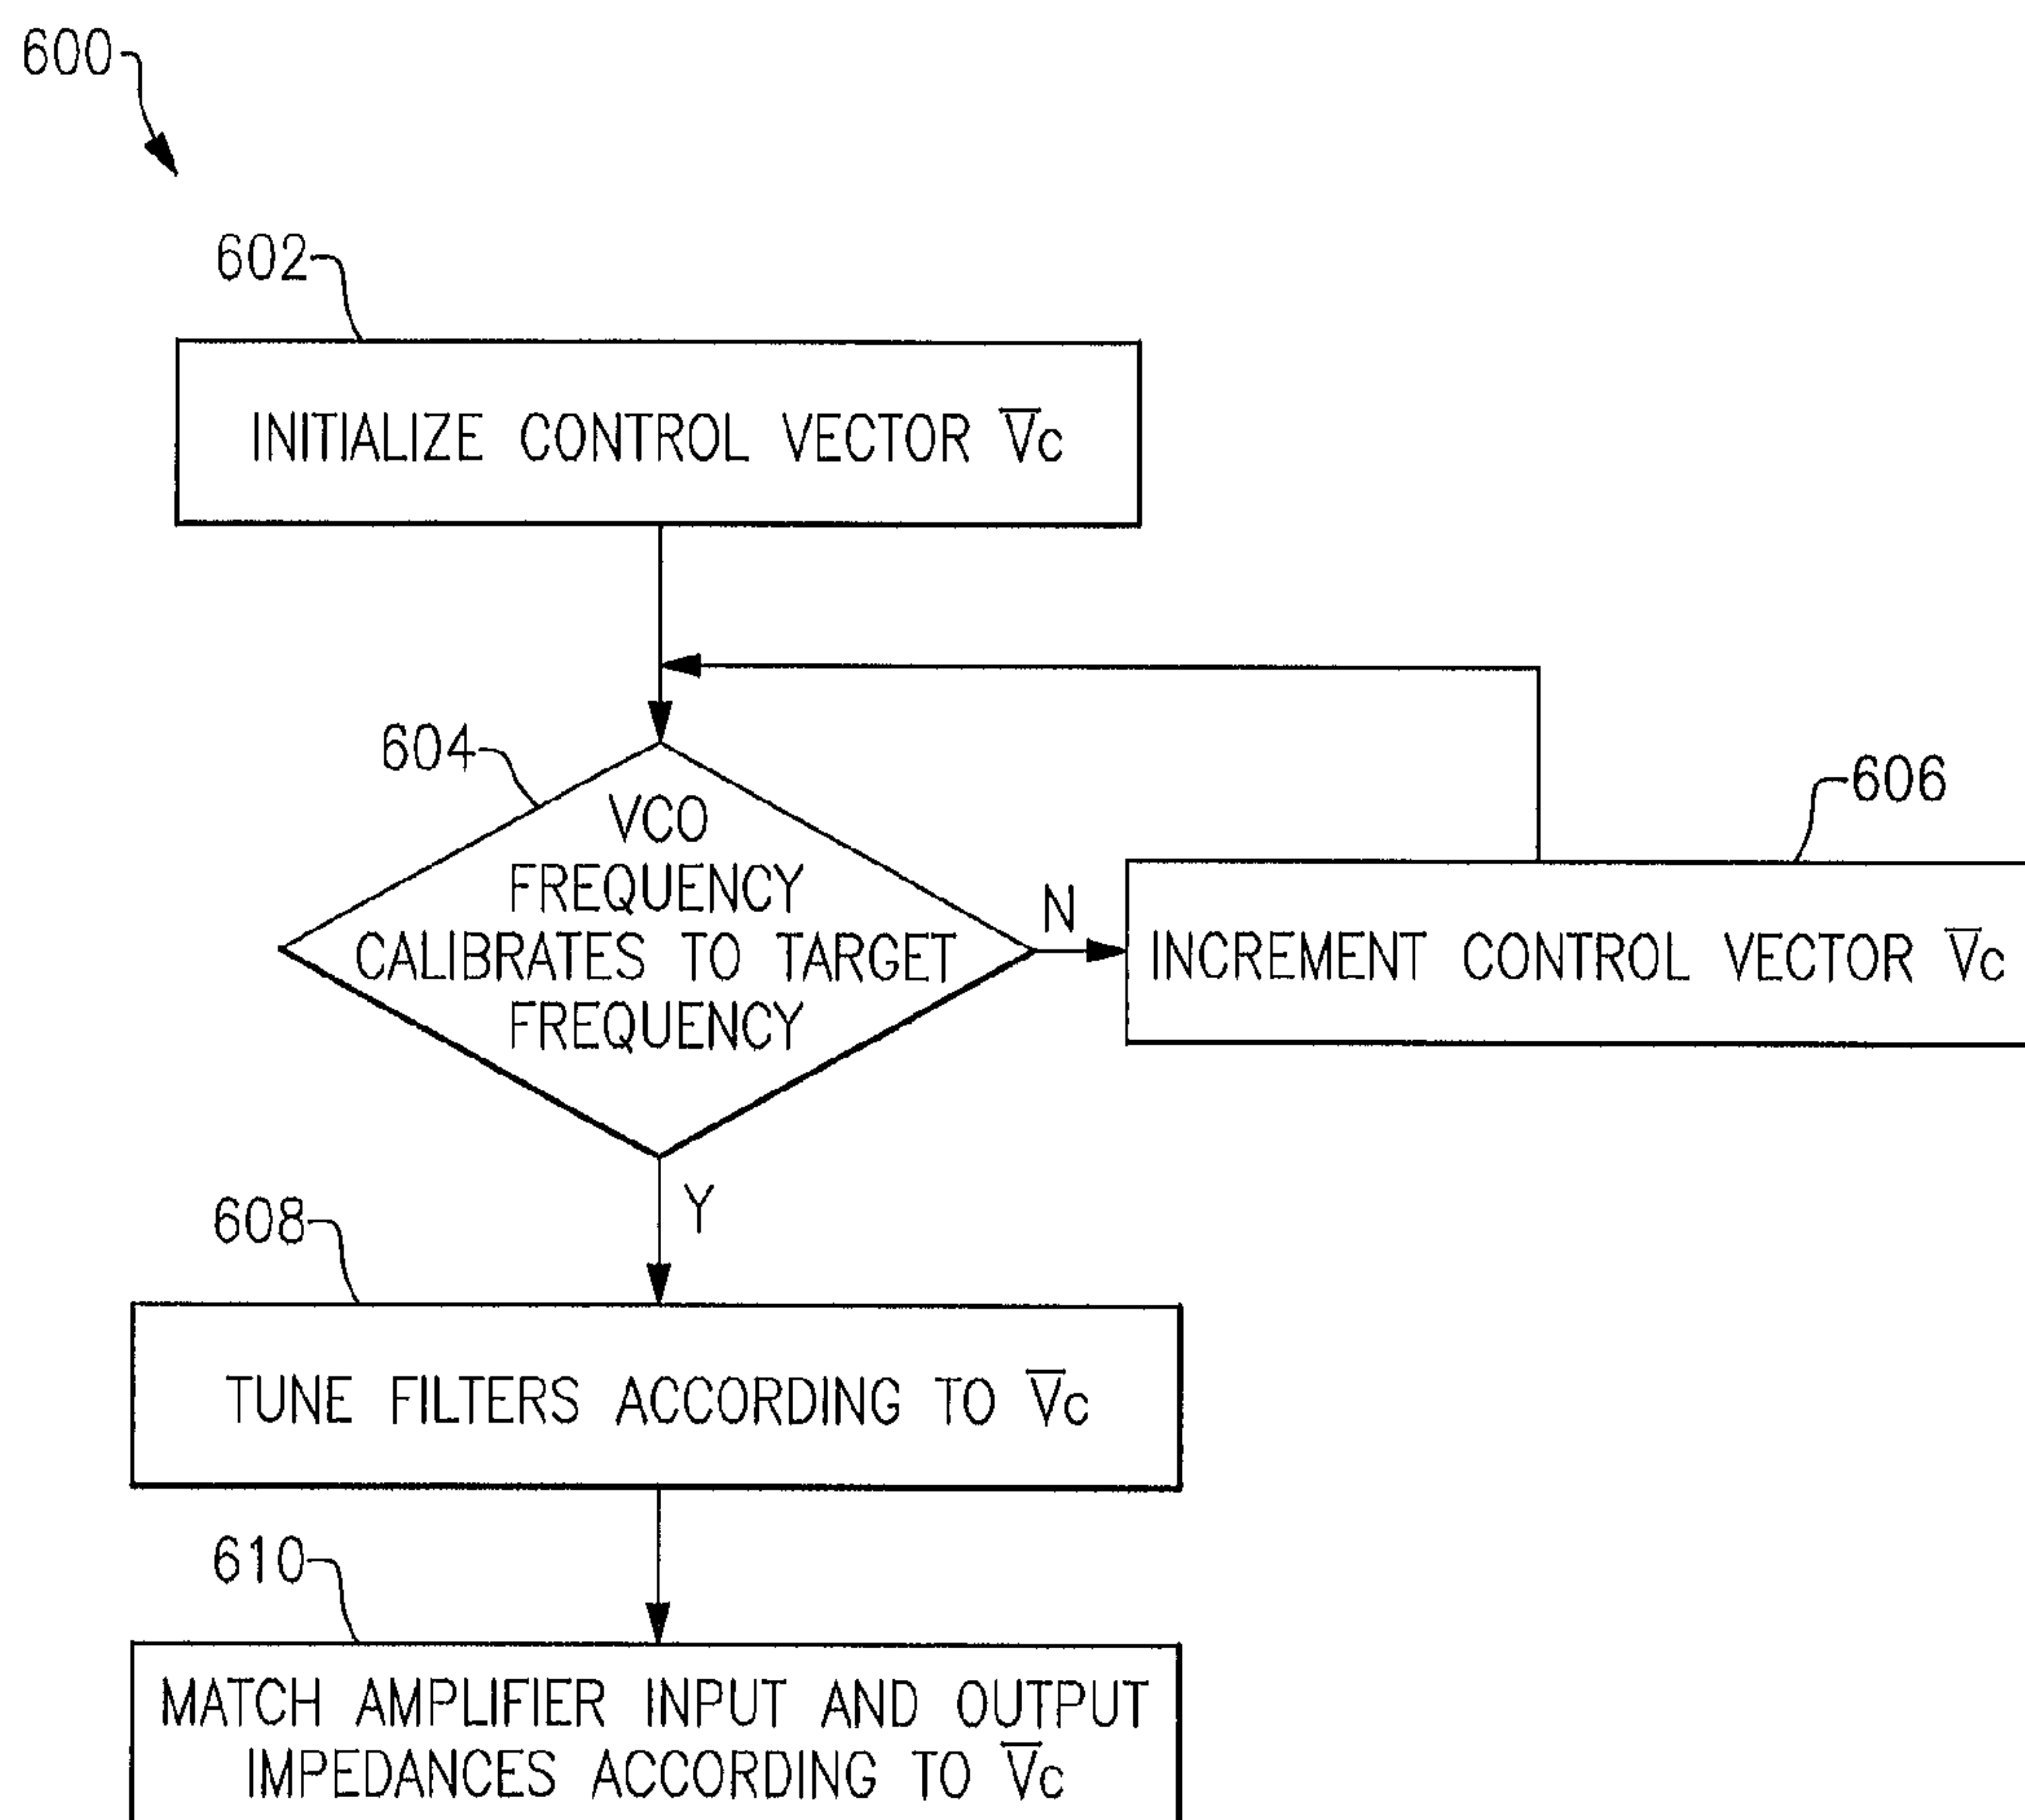 600
602
INITIALIZE CONTROL VECTOR V̅c
604
VCO
FREQUENCY
CALIBRATES TO TARGET
FREQUENCY
N
606
INCREMENT CONTROL VECTOR V̅c
Y
608
TUNE FILTERS ACCORDING TO V̅c
610
MATCH AMPLIFIER INPUT AND OUTPUT
IMPEDANCES ACCORDING TO V̅c